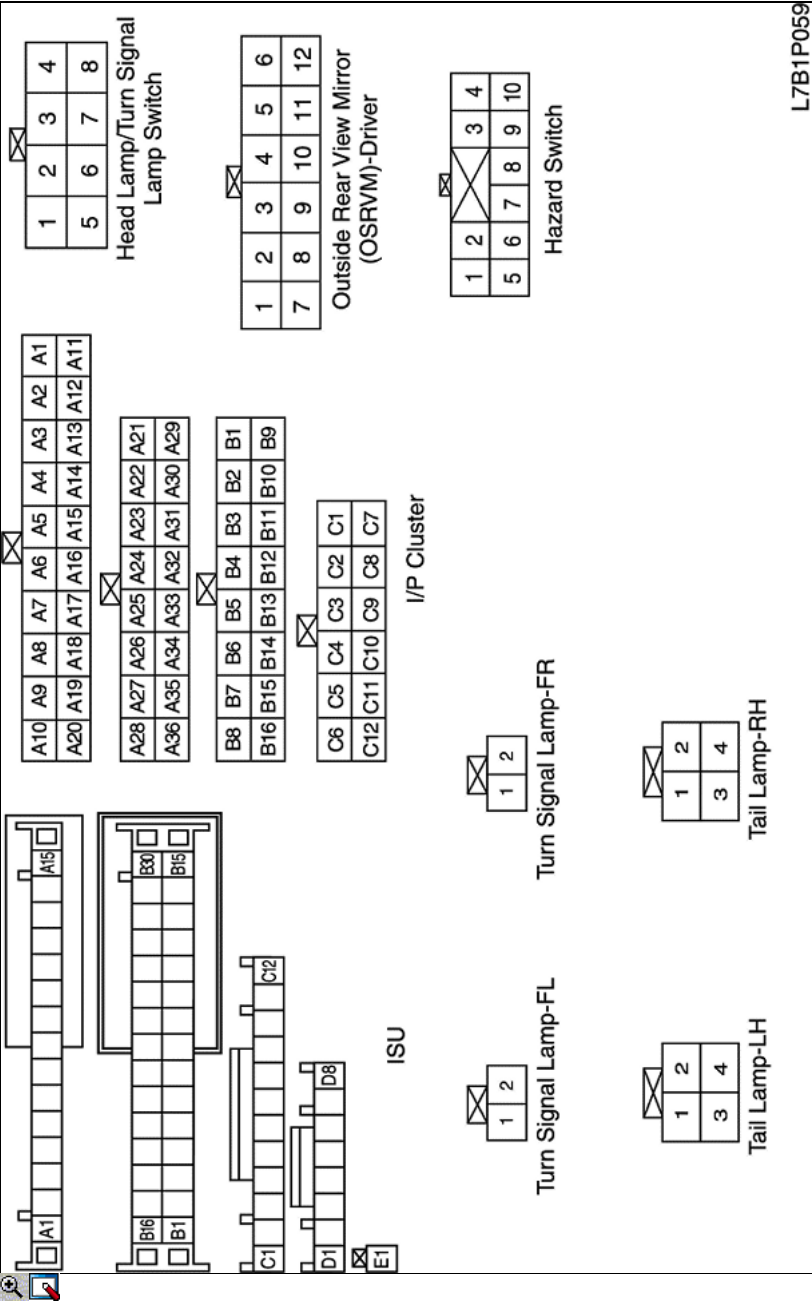 A1 A15
B16 B30
B1 B15
C1 C12
D1 D8
E1
ISU
A10 A9 A8 A7 A6 A5 A4 A3 A2 A1
A20 A19 A18 A17 A16 A15 A14 A13 A12 A11
A28 A27 A26 A25 A24 A23 A22 A21
A36 A35 A34 A33 A32 A31 A30 A29
B8 B7 B6 B5 B4 B3 B2 B1
B16 B15 B14 B13 B12 B11 B10 B9
C6 C5 C4 C3 C2 C1
C12 C11 C10 C9 C8 C7
I/P Cluster
1 2 3 4
5 6 7 8
Head Lamp/Turn Signal
Lamp Switch
1 2 3 4 5 6
7 8 9 10 11 12
Outside Rear View Mirror
(OSRVM)-Driver
1 2 3 4
5 6 7 8 9 10
Hazard Switch
1 2
Turn Signal Lamp-FL
1 2
Turn Signal Lamp-FR
1 2
3 4
Tail Lamp-LH
1 2
3 4
Tail Lamp-RH
L7B1P059